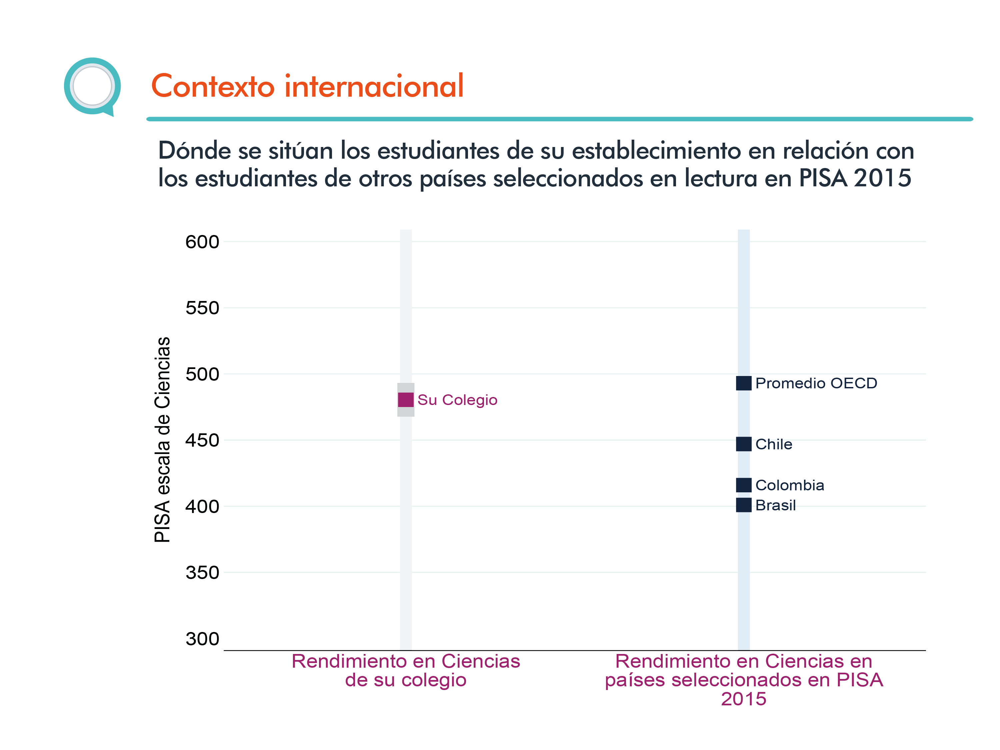 Contexto internacional
Dónde se sitúan los estudiantes de su establecimiento en relación con
los estudiantes de otros países seleccionados en lectura en PISA 2015
PISA escala de Ciencias
600
550
500
450
400
350
300
Su Colegio
Promedio OECD
Chile
Colombia
Brasil
Rendimiento en Ciencias
de su colegio
Rendimiento en Ciencias en
países seleccionados en PISA
2015